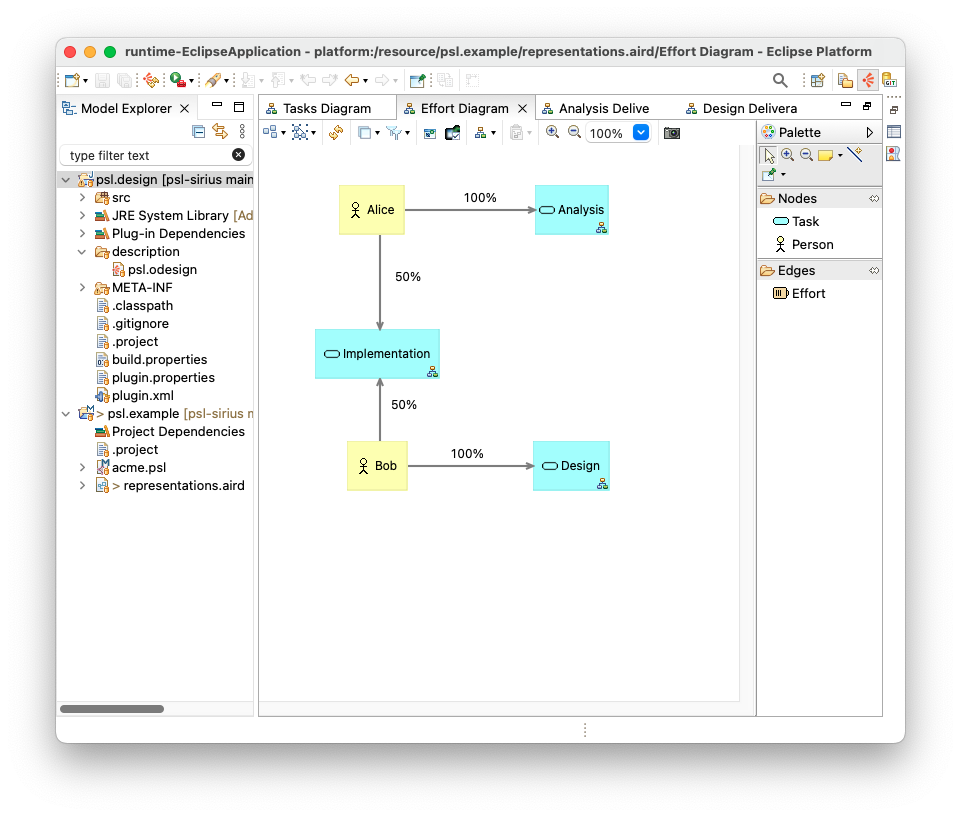 runtime-EclipseApplication - platform:/resource/psl.example/representations.aird/Effort Diagram - Eclipse Platform
Model Explorer
type filter text
psl.design [psl-sirius main
src
JRE System Library [Ad
Plug-in Dependencies
description
psl.odesign
META-INF
.classpath
.gitignore
.project
build.properties
plugin.properties
plugin.xml
> psl.example [psl-sirius m
Project Dependencies
.project
acme.psl
> representations.aird
Tasks Diagram
Effort Diagram
Analysis Delive
Design Delivera
100%
Alice
100%
Analysis
50%
Implementation
50%
Bob
100%
Design
Palette
Nodes
Task
Person
Edges
Effort